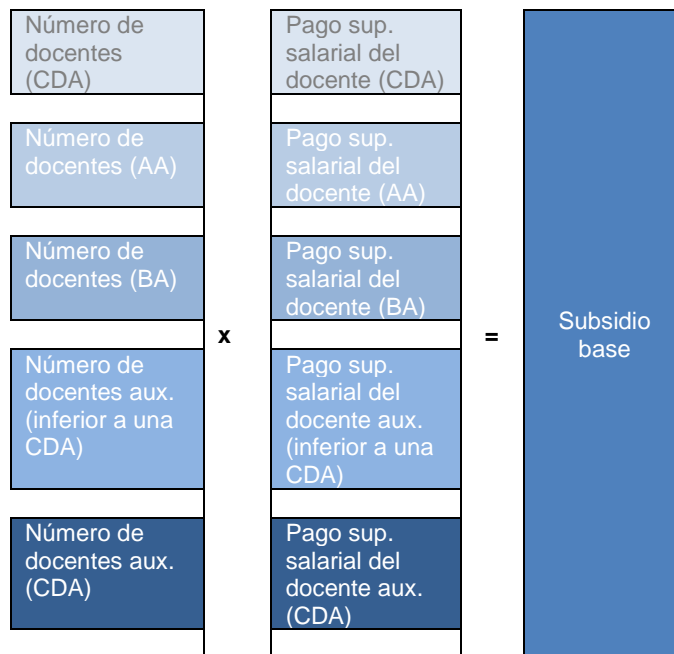 Número de
docentes
(CDA)
Pago sup.
salarial del
docente (CDA)
Número de
docentes (AA)
Pago sup.
salarial del
docente (AA)
Número de
docentes (BA)
Pago sup.
salarial del
docente (BA)
x
=
Subsidio
base
Número de
docentes aux.
(inferior a una
CDA)
Pago sup.
salarial del
docente aux.
(inferior a una
CDA)
Número de
docentes aux.
(CDA)
Pago sup.
salarial del
docente aux.
(CDA)